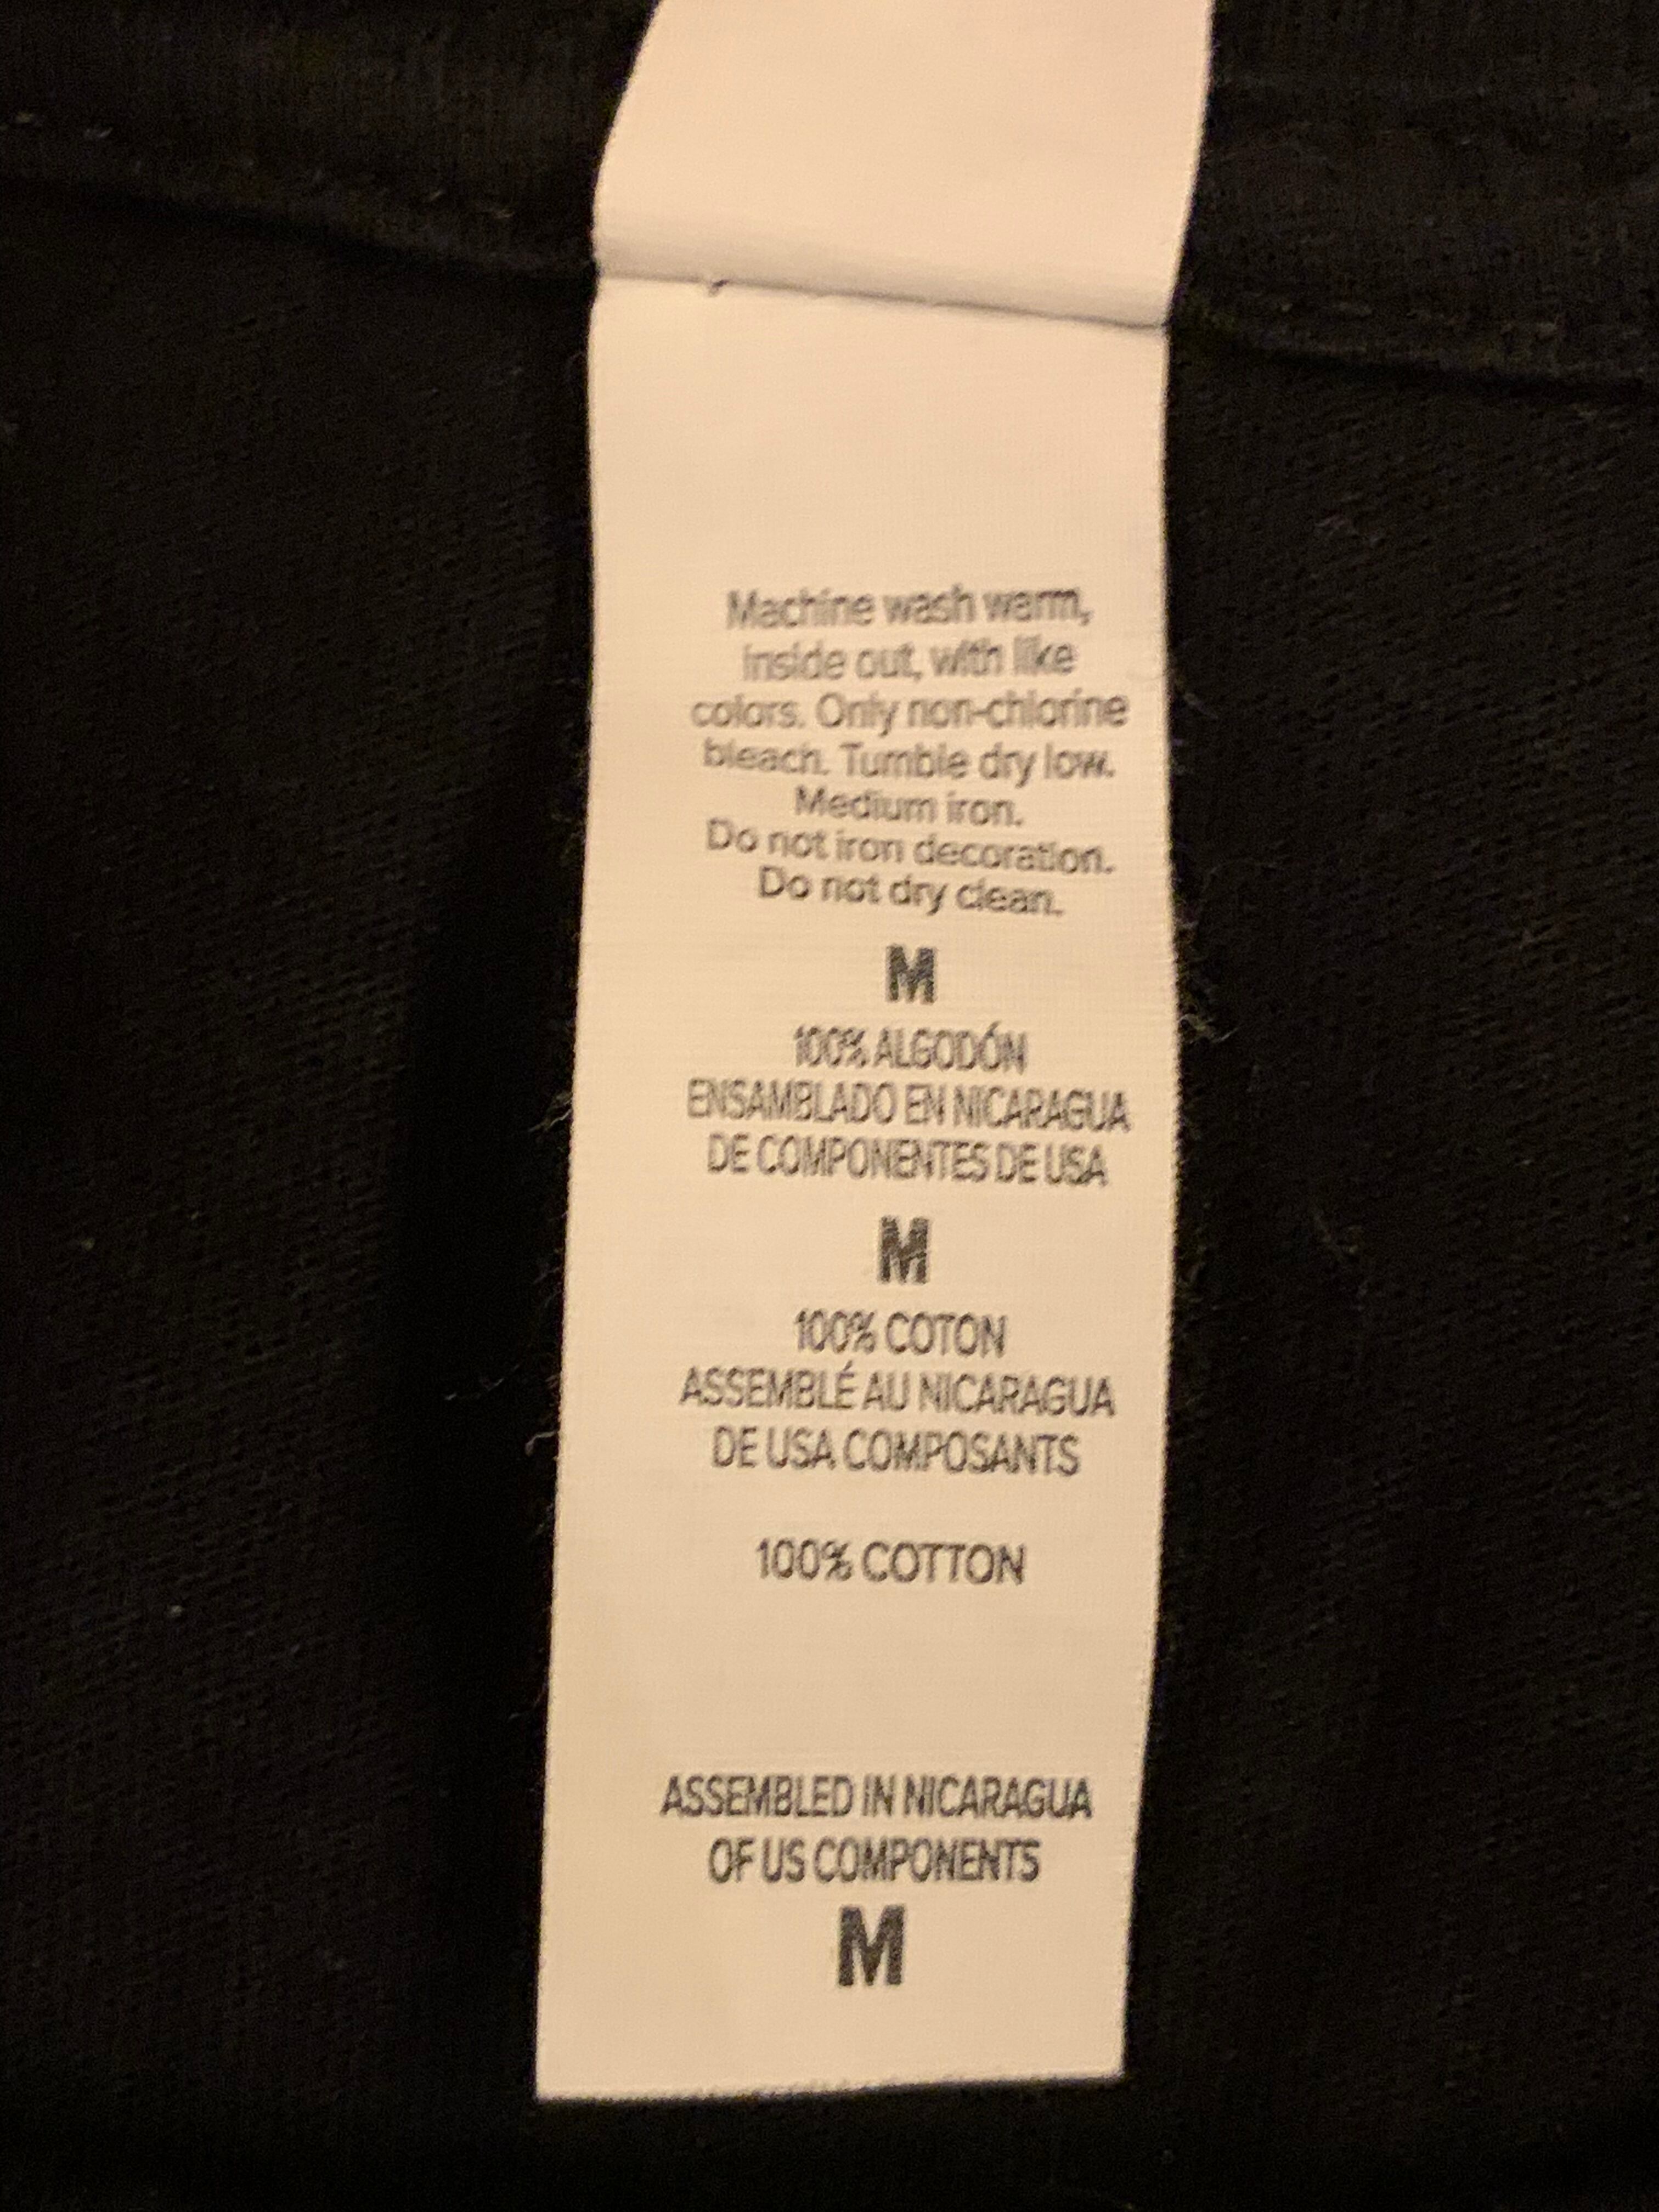 Machine wash warm,
inside out, with like
colors. Only non-chlorine
bleach. Tumble dry low.
Medium iron.
Do not iron decoration.
Do not dry clean.
M
100% ALGODÓN
ENSAMBLADO EN NICARAGUA
DE COMPONENTES DE USA
M
100% COTON
ASSEMBLÉ AU NICARAGUA
DE USA COMPOSANTS
100% COTTON
ASSEMBLED IN NICARAGUA
OF US COMPONENTS
M